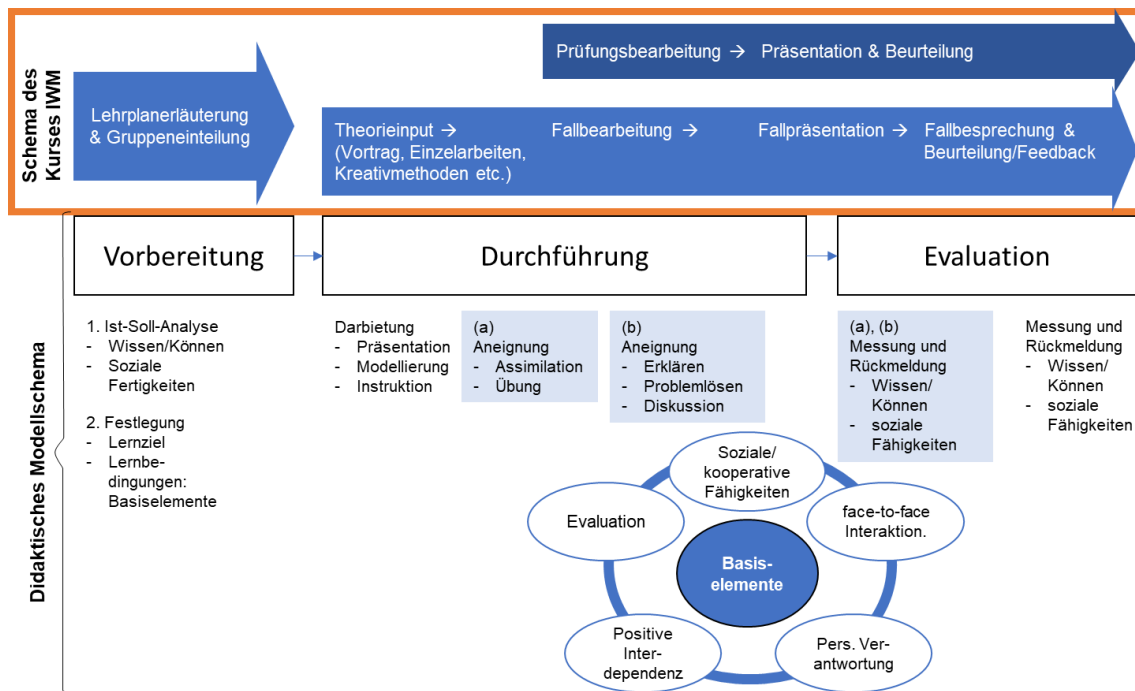 Schema des
Kurses IWM
Lehrplanerläuterung
& Gruppeneinteilung
Prüfungsbearbeitung → Präsentation & Beurteilung
Theorieinput →
(Vortrag, Einzelarbeiten,
Kreativmethoden etc.)
Fallbearbeitung →
Fallpräsentation →
Fallbesprechung &
Beurteilung/Feedback
Didaktisches Modellschema
Vorbereitung
Durchführung
Evaluation
1. Ist-Soll-Analyse
- Wissen/Können
- Soziale
Fertigkeiten
2. Festlegung
- Lernziel
- Lernbe-
dingungen:
Basiselemente
Darbietung
- Präsentation
- Modellierung
- Instruktion
(a)
Aneignung
- Assimilation
- Übung
(b)
Aneignung
- Erklären
- Problemlösen
- Diskussion
(a), (b)
Messung und
Rückmeldung
- Wissen/
Können
- soziale
Fähigkeiten
Messung und
Rückmeldung
- Wissen/
Können
- soziale
Fähigkeiten
Soziale/
kooperative
Fähigkeiten
Evaluation
face-to-face
Interaktion.
Basis-
elemente
Positive
Inter-
dependenz
Pers. Ver-
antwortung